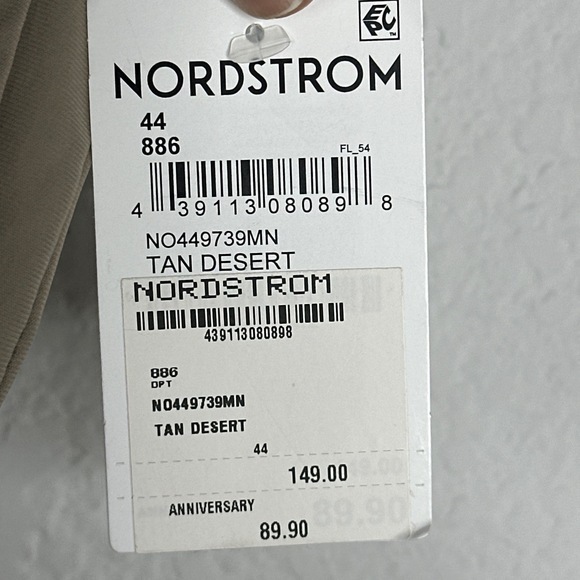 EPC™
NORDSTROM
44
886
FL_54
4 39113 08089 8
NO449739MN
TAN DESERT
NORDSTROM
439113080898
886
DPT
NO449739MN
TAN DESERT
44
149.00
ANNIVERSARY
89.90
89.90